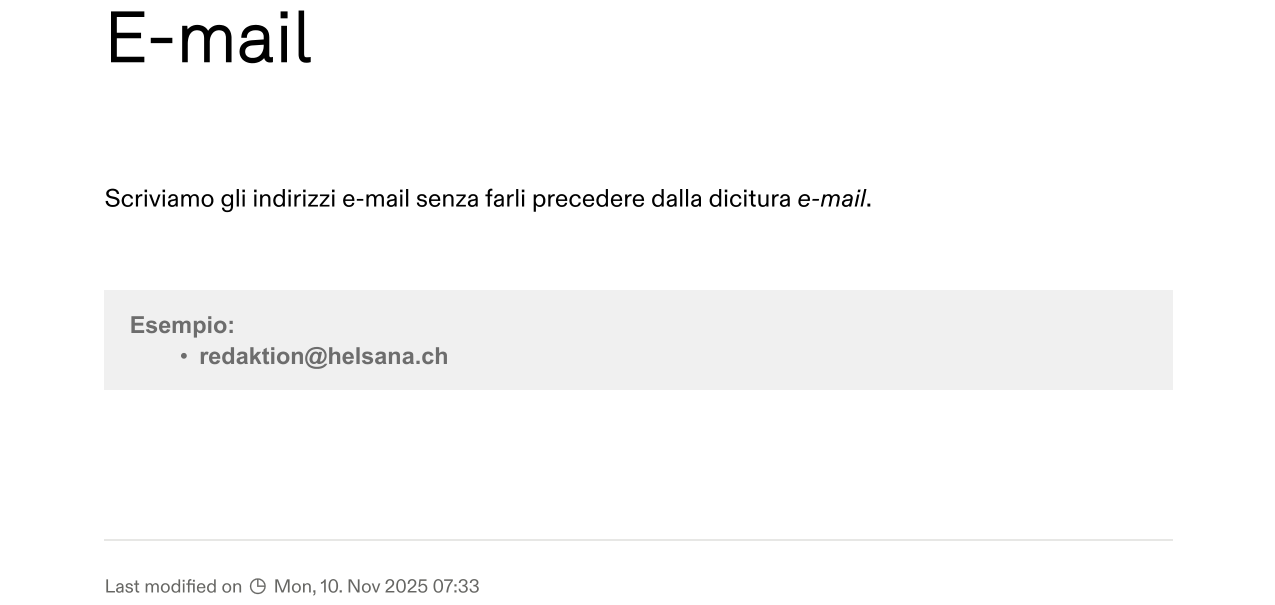 E-mail
Scriviamo gli indirizzi e-mail senza farli precedere dalla dicitura e-mail.
Esempio:
• redaktion@helsana.ch
Last modified on Mon, 10. Nov 2025 07:33